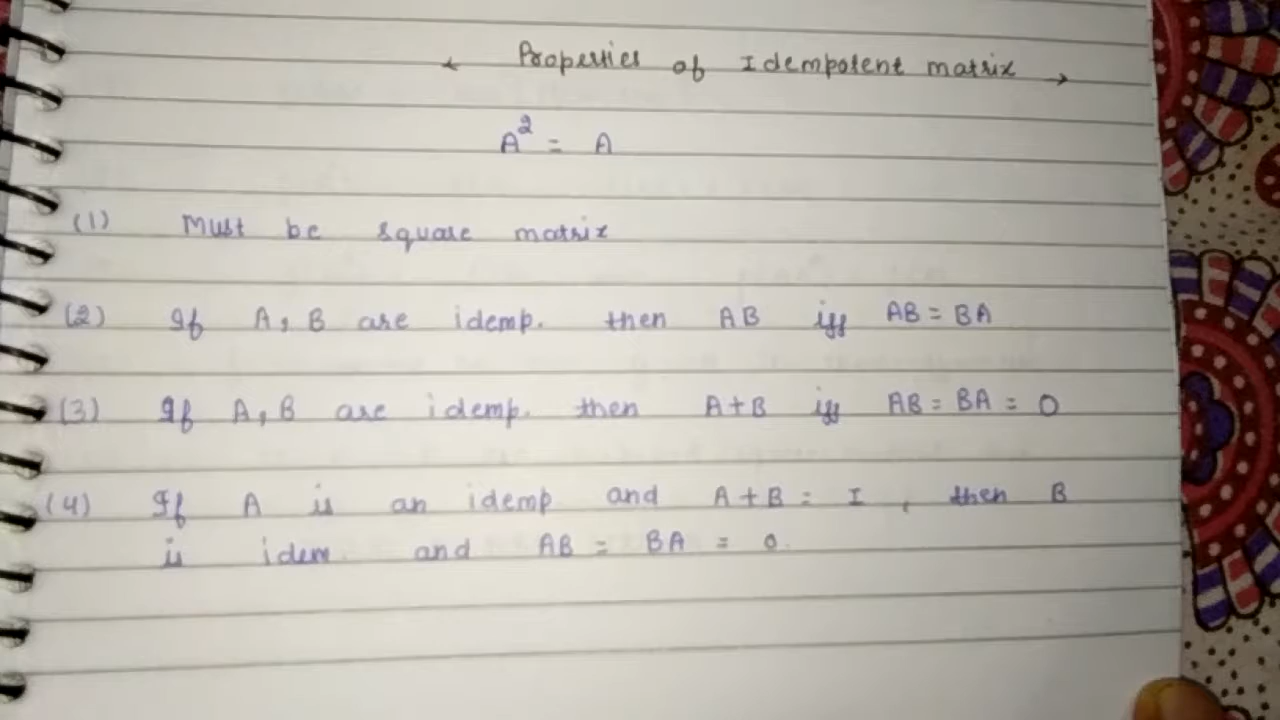 ← Properties of Idempotent matrix →
A² = A
(1) Must be square matrix
(2) If A, B are idemp. then AB iff AB = BA
(3) If A, B are idemp. then A+B iff AB = BA = 0
(4) If A is an idemp and A+B = I, then B
is idem. and AB = BA = 0.